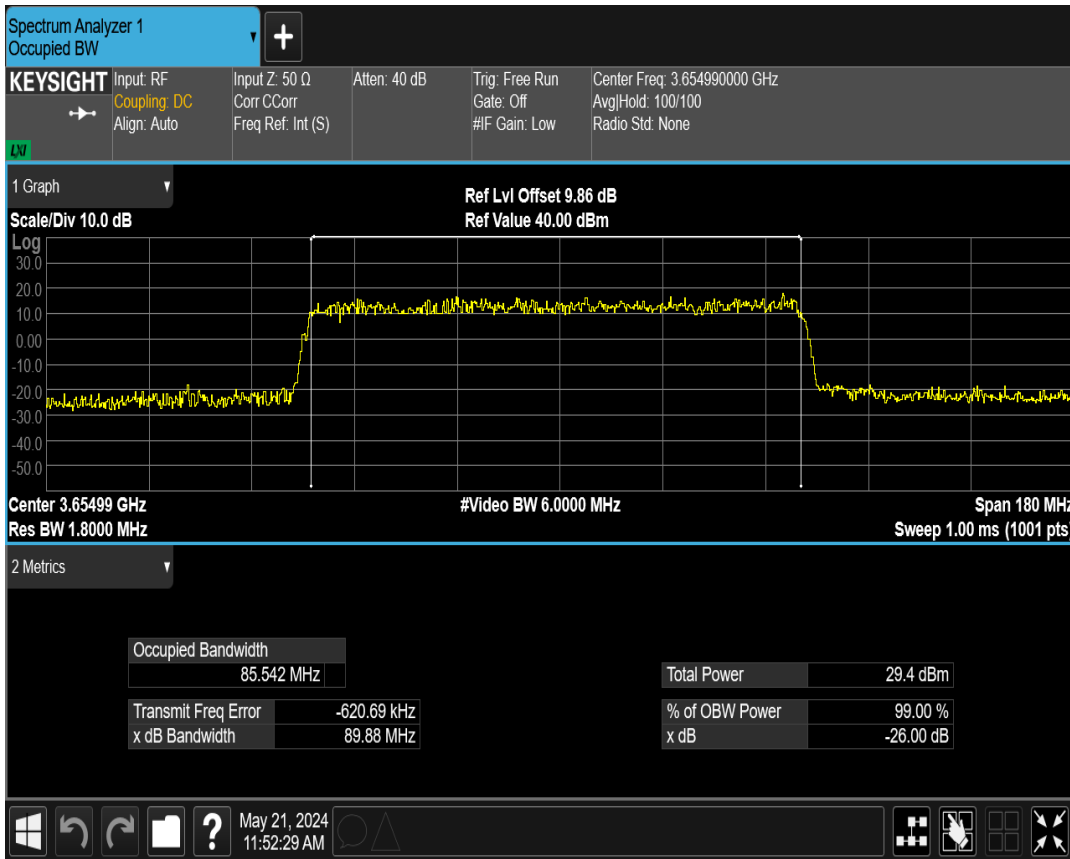 Spectrum Analyzer 1
Occupied BW
+
KEYSIGHT
LXI
Input: RF
Coupling: DC
Align: Auto
Input Z: 50 Ω
Corr CCorr
Freq Ref: Int (S)
Atten: 40 dB
Trig: Free Run
Gate: Off
#IF Gain: Low
Center Freq: 3.654990000 GHz
Avg|Hold: 100/100
Radio Std: None
1 Graph
Scale/Div 10.0 dB
Ref Lvl Offset 9.86 dB
Ref Value 40.00 dBm
Log
30.0
20.0
10.0
0.00
-10.0
-20.0
-30.0
-40.0
-50.0
Center 3.65499 GHz
#Video BW 6.0000 MHz
Span 180 MHz
Res BW 1.8000 MHz
Sweep 1.00 ms (1001 pts)
2 Metrics
Occupied Bandwidth
85.542 MHz
Total Power 29.4 dBm
Transmit Freq Error -620.69 kHz
% of OBW Power 99.00 %
x dB Bandwidth 89.88 MHz
x dB -26.00 dB
?
May 21, 2024
11:52:29 AM